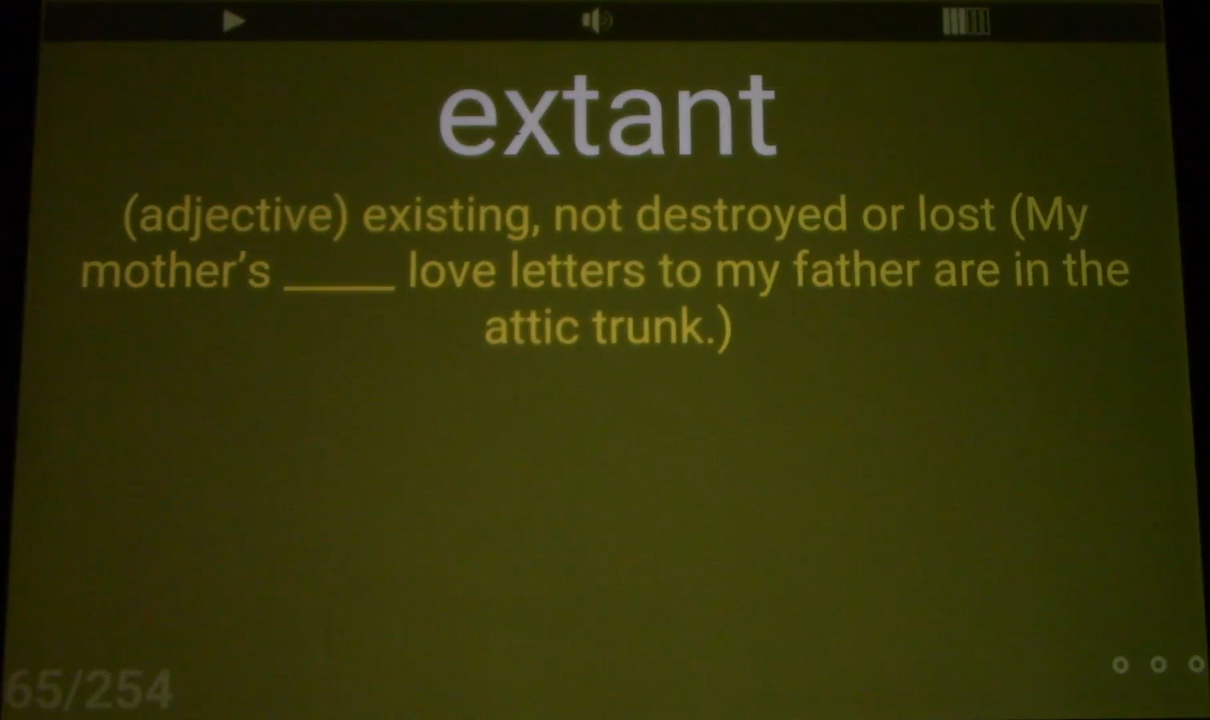 extant
(adjective) existing, not destroyed or lost (My
mother’s _____ love letters to my father are in the
attic trunk.)
65/254